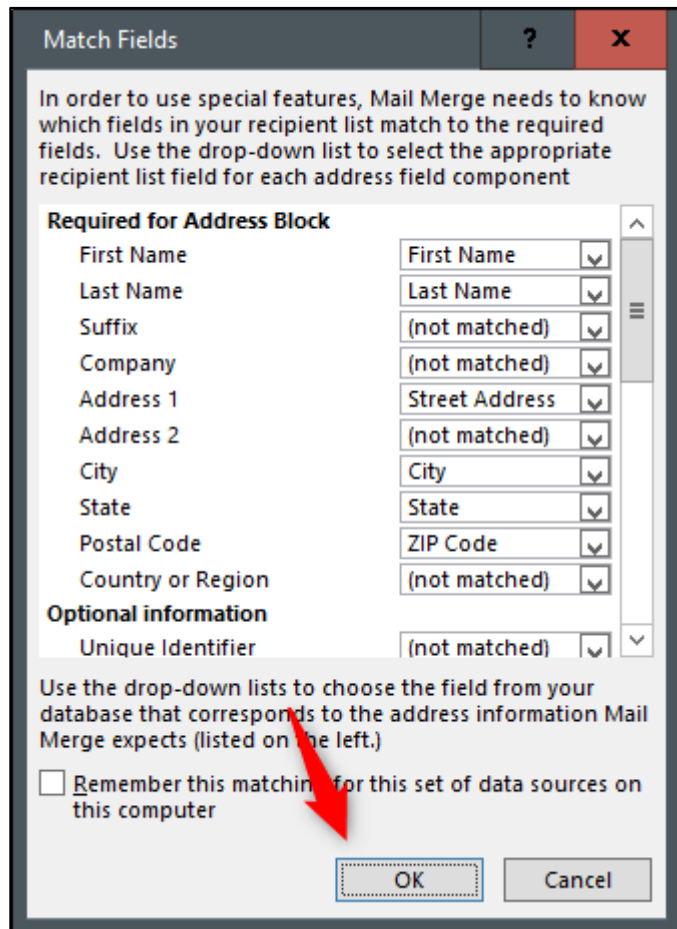 Match Fields ? x
In order to use special features, Mail Merge needs to know
which fields in your recipient list match to the required
fields. Use the drop-down list to select the appropriate
recipient list field for each address field component
Required for Address Block
First Name First Name
Last Name Last Name
Suffix (not matched)
Company (not matched)
Address 1 Street Address
Address 2 (not matched)
City City
State State
Postal Code ZIP Code
Country or Region (not matched)
Optional information
Unique Identifier (not matched)
Use the drop-down lists to choose the field from your
database that corresponds to the address information Mail
Merge expects (listed on the left.)
Remember this matching for this set of data sources on
this computer
OK Cancel